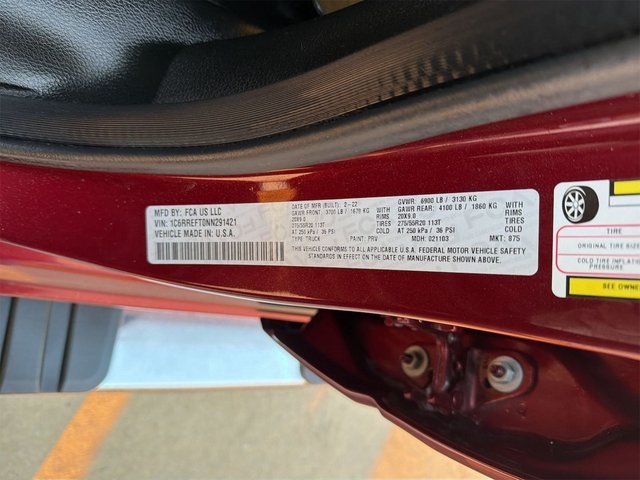 MFD BY: FCA US LLC
VIN: 1C6RREFT0NN291421
VEHICLE MADE IN: U.S.A.
DATE OF MFR (BUILT): 2-22
GAWR FRONT: 3700 LB / 1678 KG
20X9.0
275/55R20 113T
AT 250 kPa / 36 PSI
WITH
RIMS
TIRES
COLD
GVWR: 6900 LB / 3130 KG
GAWR REAR: 4100 LB / 1860 KG
20X9.0
275/55R20 113T
AT 250 kPa / 36 PSI
WITH
RIMS
TIRES
COLD
TYPE: TRUCK PAINT: PRV MDH: 021103 MKT: 875
THIS VEHICLE CONFORMS TO ALL APPLICABLE U.S.A. FEDERAL MOTOR VEHICLE SAFETY
STANDARDS IN EFFECT ON THE DATE OF MANUFACTURE SHOWN ABOVE.
TIRE
ORIGINAL TIRE SIZE
COLD TIRE INFLATI
PRESSURE
SEE OWNE